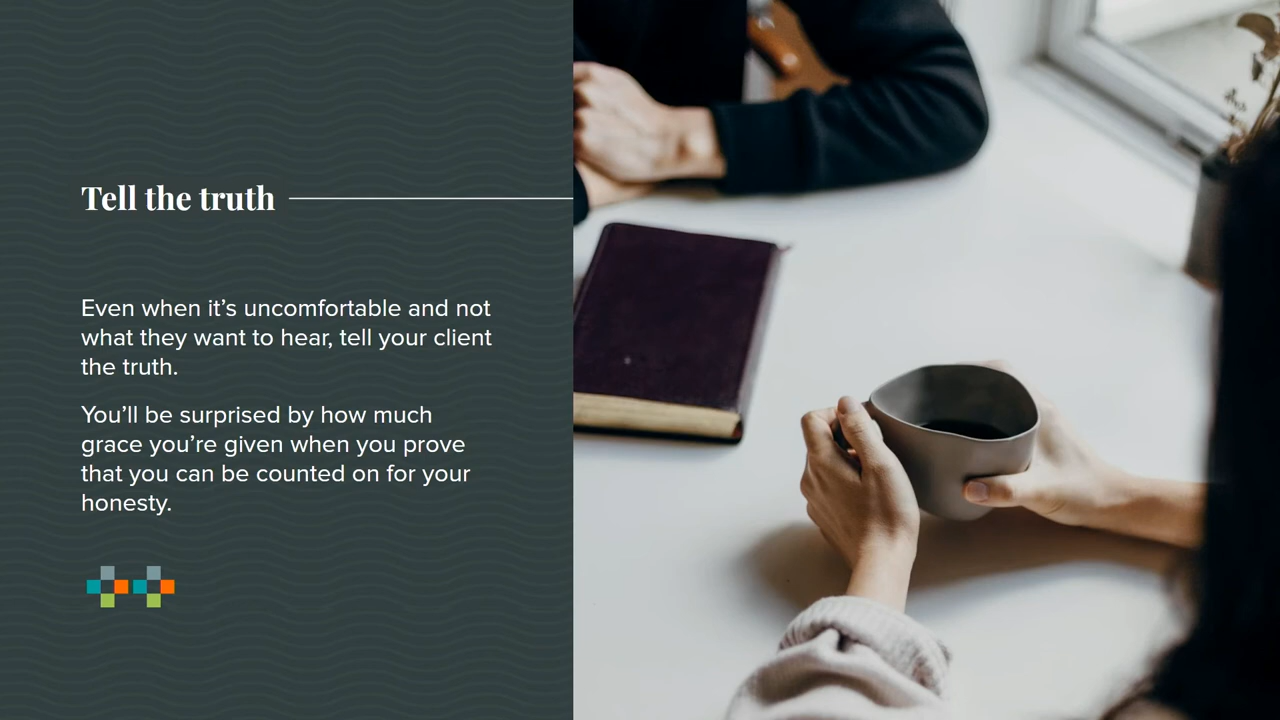 Tell the truth
Even when it’s uncomfortable and not
what they want to hear, tell your client
the truth.
You’ll be surprised by how much
grace you’re given when you prove
that you can be counted on for your
honesty.